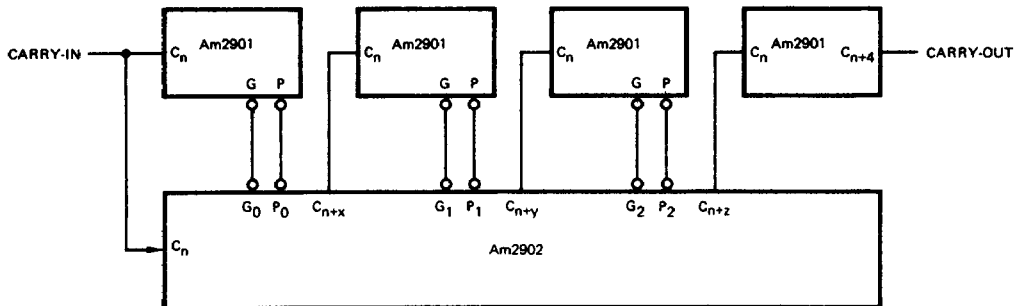 Am2901 Am2901 Am2901 Am2901
CARRY-IN Cn Cn Cn Cn Cn+4 CARRY-OUT
G P G P G P
G0 P0 Cn+x G1 P1 Cn+y G2 P2 Cn+z
Cn Am2902